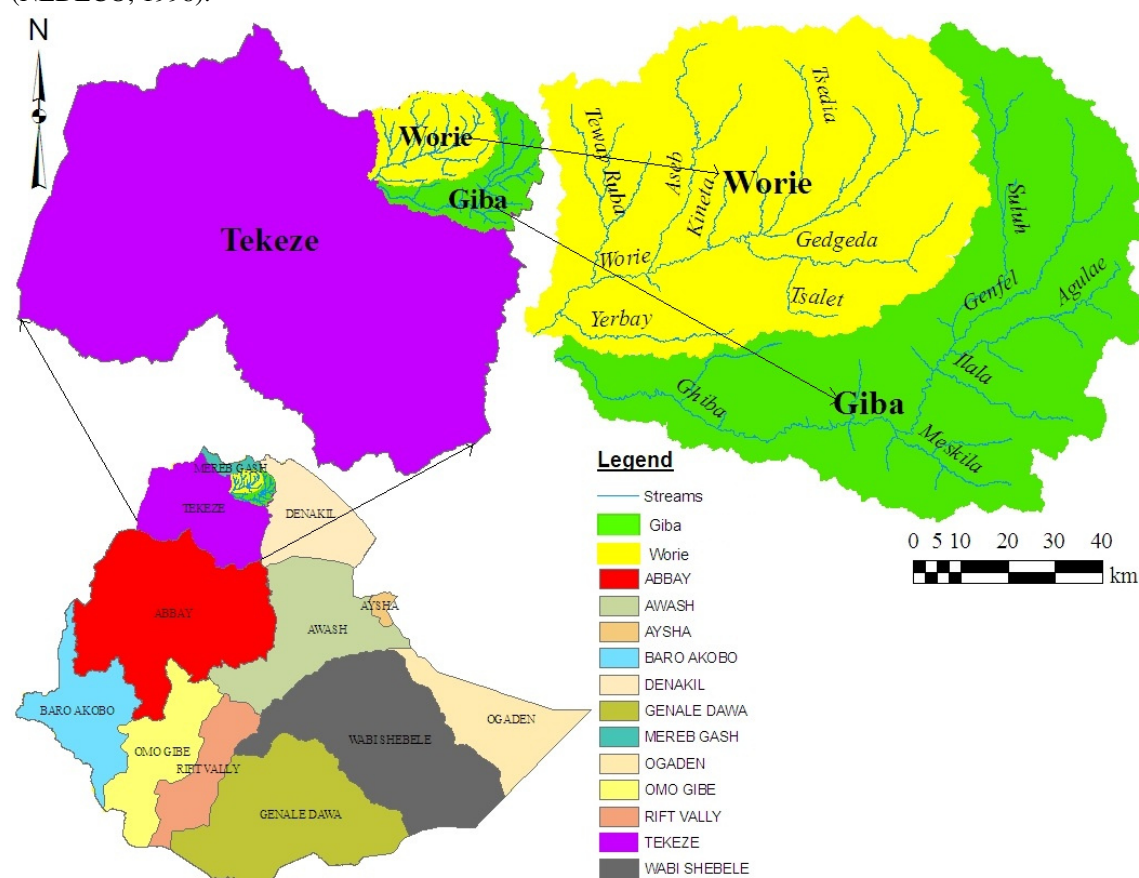 (NEDECO, 1998).
N
Worie
Giba
Tekeze
Teway Ruba
Aseb
Kineta
Tsedia
Worie
Worie
Gedgeda
Tsalet
Yerbay
Suluh
Genfel
Agulae
Ilala
Giba
Ghiba
Meskila
MEREB GASH
TEKEZE
DENAKIL
ABBAY
AYSHA
AWASH
BARO AKOBO
OGADEN
WABI SHEBELE
OMO GIBE
RIFT VALLY
GENALE DAWA
Legend
Streams
Giba
Worie
ABBAY
AWASH
AYSHA
BARO AKOBO
DENAKIL
GENALE DAWA
MEREB GASH
OGADEN
OMO GIBE
RIFT VALLY
TEKEZE
WABI SHEBELE
0 5 10 20 30 40
km